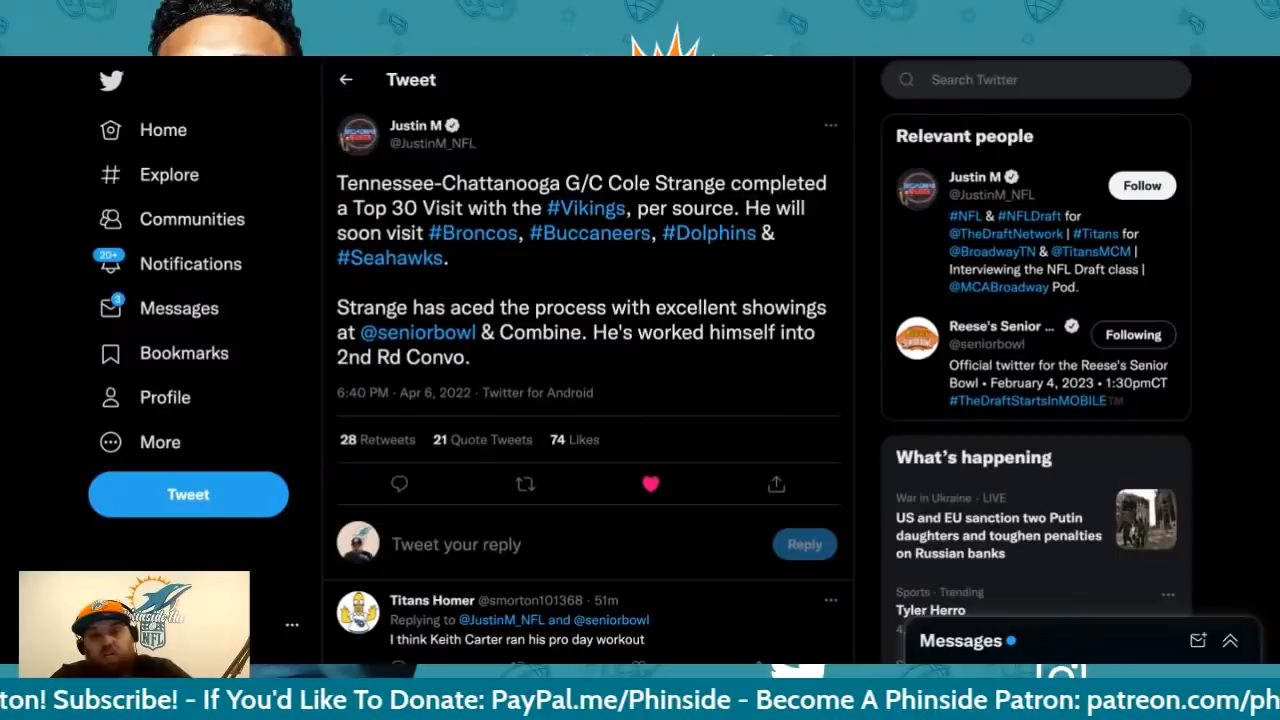 Tweet
Search Twitter
Home
Explore
Communities
20+
Notifications
3
Messages
Bookmarks
Profile
More
Tweet
Justin M
@JustinM_NFL
Tennessee-Chattanooga G/C Cole Strange completed
a Top 30 Visit with the #Vikings, per source. He will
soon visit #Broncos, #Buccaneers, #Dolphins &
#Seahawks.
Strange has aced the process with excellent showings
at @seniorbowl & Combine. He's worked himself into
2nd Rd Convo.
6:40 PM · Apr 6, 2022 · Twitter for Android
28 Retweets 21 Quote Tweets 74 Likes
Tweet your reply
Reply
Titans Homer @smorton101368 · 51m
Replying to @JustinM_NFL and @seniorbowl
I think Keith Carter ran his pro day workout
Relevant people
Justin M
@JustinM_NFL
Follow
#NFL & #NFLDraft for
@TheDraftNetwork | #Titans for
@BroadwayTN & @TitansMCM |
Interviewing the NFL Draft class |
@MCABroadway Pod.
Reese's Senior ...
@seniorbowl
Following
Official twitter for the Reese's Senior
Bowl • February 4, 2023 • 1:30pmCT
#TheDraftStartsInMOBILE™
What's happening
War in Ukraine · LIVE
US and EU sanction two Putin
daughters and toughen penalties
on Russian banks
Sports · Trending
Tyler Herro
Messages
NFL
ton! Subscribe! - If You'd Like To Donate: PayPal.me/Phinside - Become A Phinside Patron: patreon.com/ph